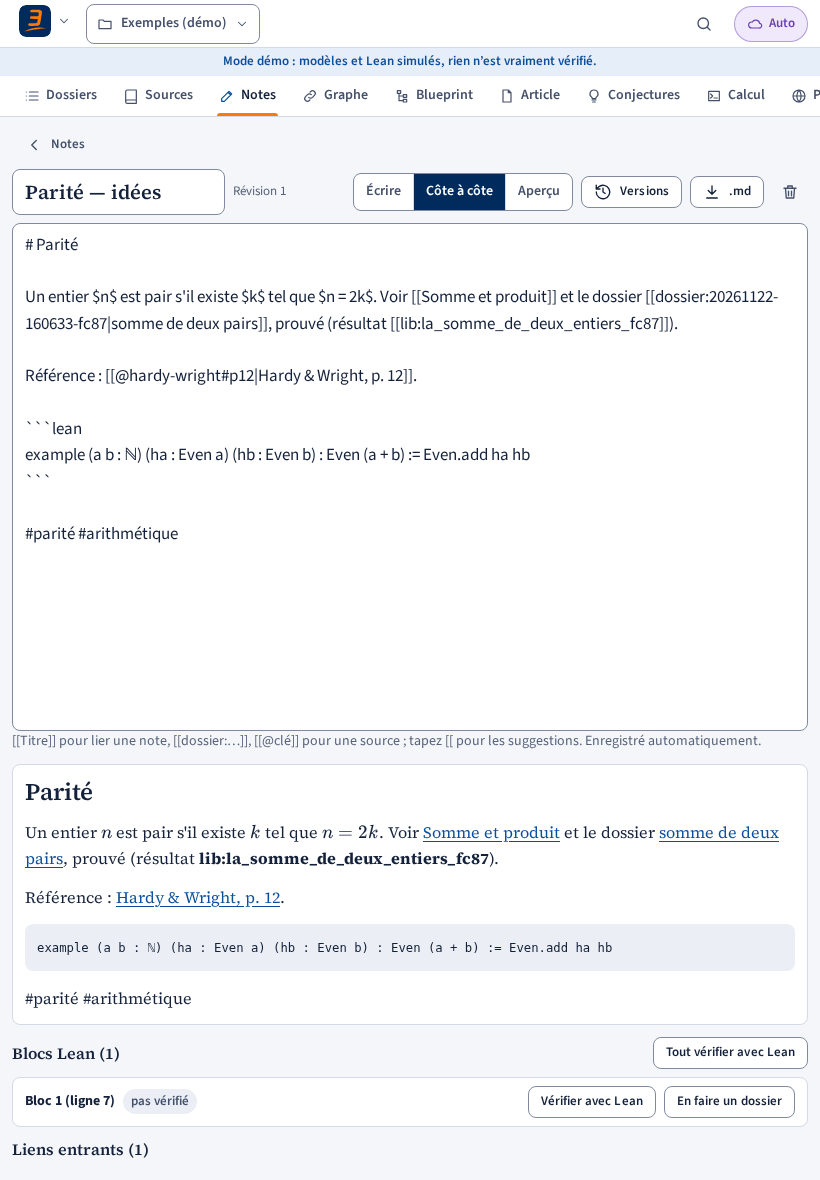 Exemples (démo)
Auto
Mode démo : modèles et Lean simulés, rien n’est vraiment vérifié.
Dossiers Sources Notes Graphe Blueprint Article Conjectures Calcul P
Notes
Parité — idées
Révision 1
Écrire Côte à côte Aperçu
Versions
.md
# Parité
Un entier $n$ est pair s'il existe $k$ tel que $n = 2k$. Voir [[Somme et produit]] et le dossier [[dossier:20261122-
160633-fc87|somme de deux pairs]], prouvé (résultat [[lib:la_somme_de_deux_entiers_fc87]]).
Référence : [[@hardy-wright#p12|Hardy & Wright, p. 12]].
```lean
example (a b : ℕ) (ha : Even a) (hb : Even b) : Even (a + b) := Even.add ha hb
```
#parité #arithmétique
[[Titre]] pour lier une note, [[dossier:…]], [[@clé]] pour une source ; tapez [[ pour les suggestions. Enregistré automatiquement.
Parité
Un entier n est pair s'il existe k tel que n = 2k. Voir Somme et produit et le dossier somme de deux
pairs, prouvé (résultat lib:la_somme_de_deux_entiers_fc87).
Référence : Hardy & Wright, p. 12.
example (a b : ℕ) (ha : Even a) (hb : Even b) : Even (a + b) := Even.add ha hb
#parité #arithmétique
Blocs Lean (1)
Tout vérifier avec Lean
Bloc 1 (ligne 7) pas vérifié
Vérifier avec Lean
En faire un dossier
Liens entrants (1)